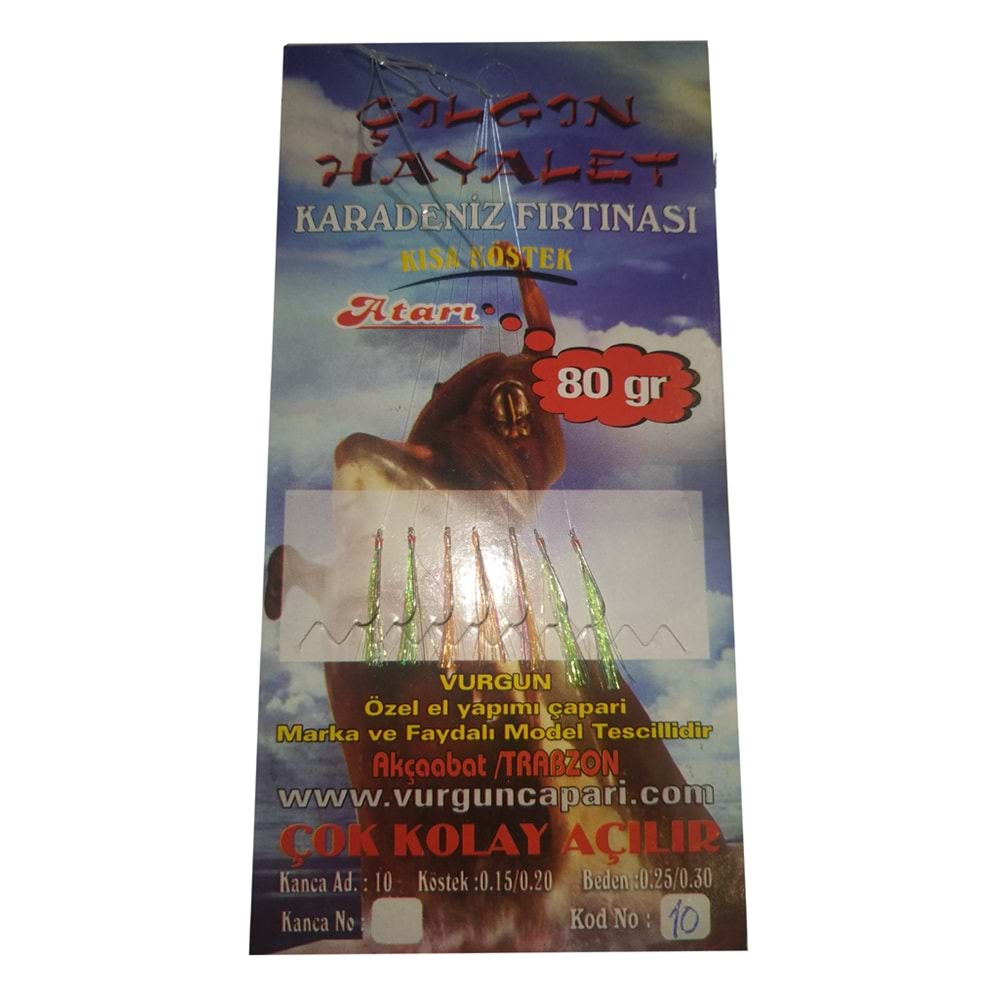 ÇILGIN
HAYALET
KARADENİZ FIRTINASI
KISA KÖSTEK
Atarı
80 gr
VURGUN
Özel el yapımı çapari
Marka ve Faydalı Model Tescillidir
Akçaabat /TRABZON
www.vurguncapari.com
ÇOK KOLAY AÇILIR
Kanca Ad. : 10 Köstek :0.15/0.20 Beden :0.25/0.30
Kanca No : Kod No : 10